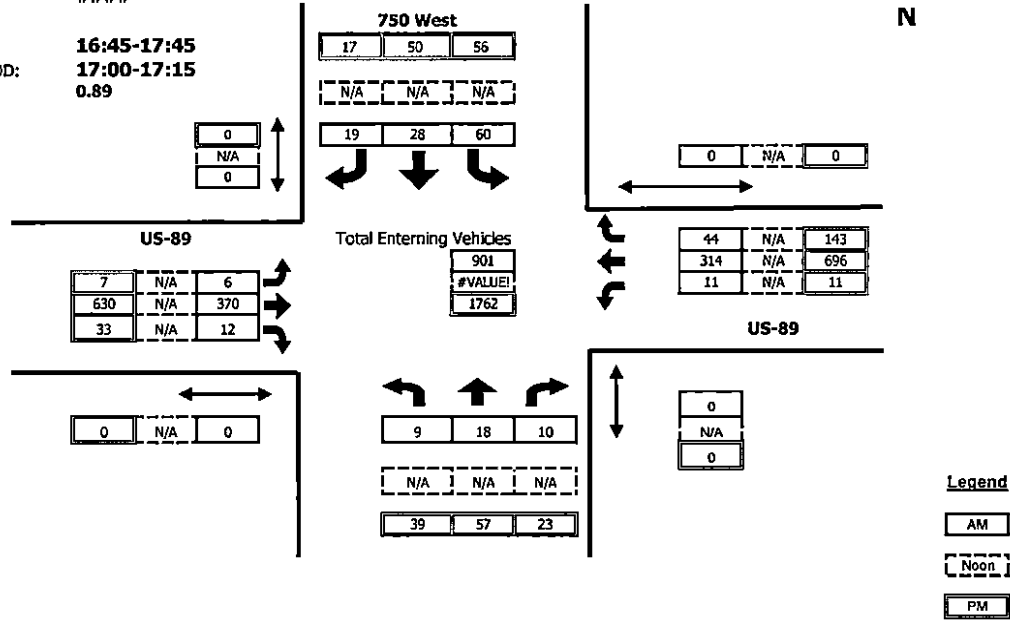 N
750 West
16:45-17:45
17:00-17:15
0.89
17 50 56
N/A N/A N/A
19 28 60
0
N/A
0
0 N/A 0
US-89
Total Enterning Vehicles
901
#VALUE!
1762
44 N/A 143
314 N/A 696
11 N/A 11
7 N/A 6
630 N/A 370
33 N/A 12
US-89
0 N/A 0
9 18 10
N/A N/A N/A
39 57 23
0
N/A
0
Legend
AM
Noon
PM